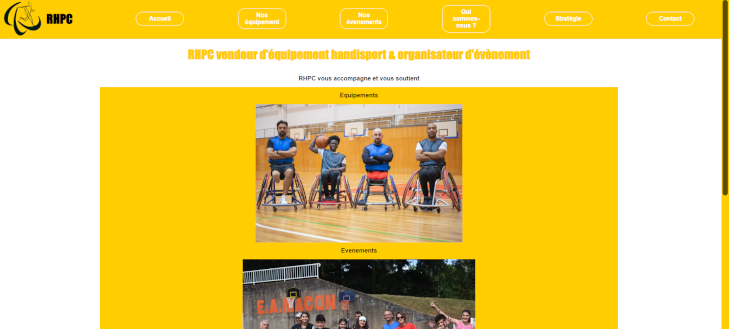 RHPC
Accueil
Nos
équipement
Nos
evenements
Qui
sommes-
nous ?
Stratégie
Contact
RHPC vendeur d'équipement handisport & organisateur d'évènement
RHPC vous accompagne et vous soutient
Equipements
Evenements
E.A.MACON